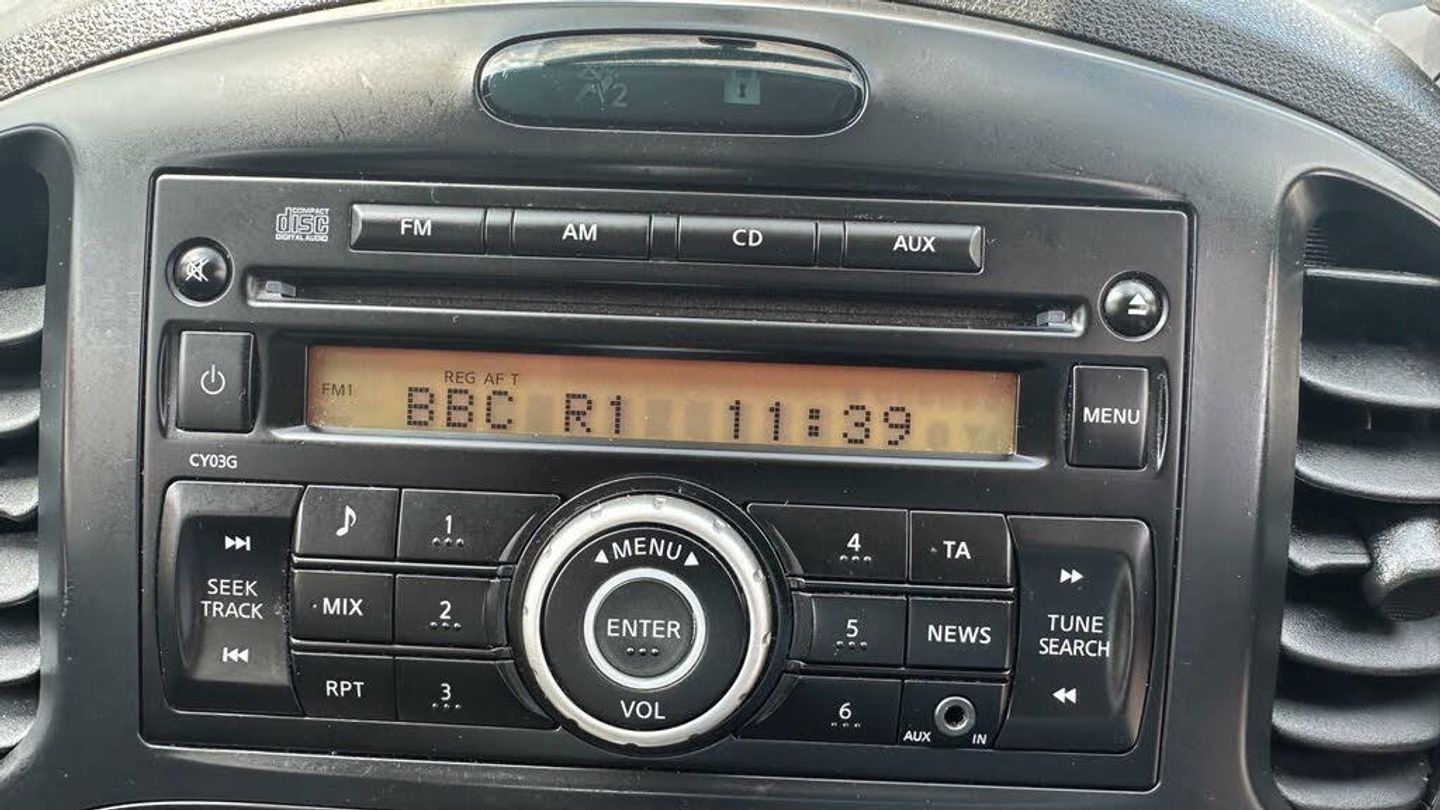 2
COMPACT
disc
DIGITAL AUDIO
FM AM CD AUX
REG AF T
FM1 BBC R1 11:39
MENU
CY03G
SEEK
TRACK
1
MIX 2
RPT 3
MENU
ENTER
VOL
4 TA
5 NEWS
6 AUX IN
TUNE
SEARCH